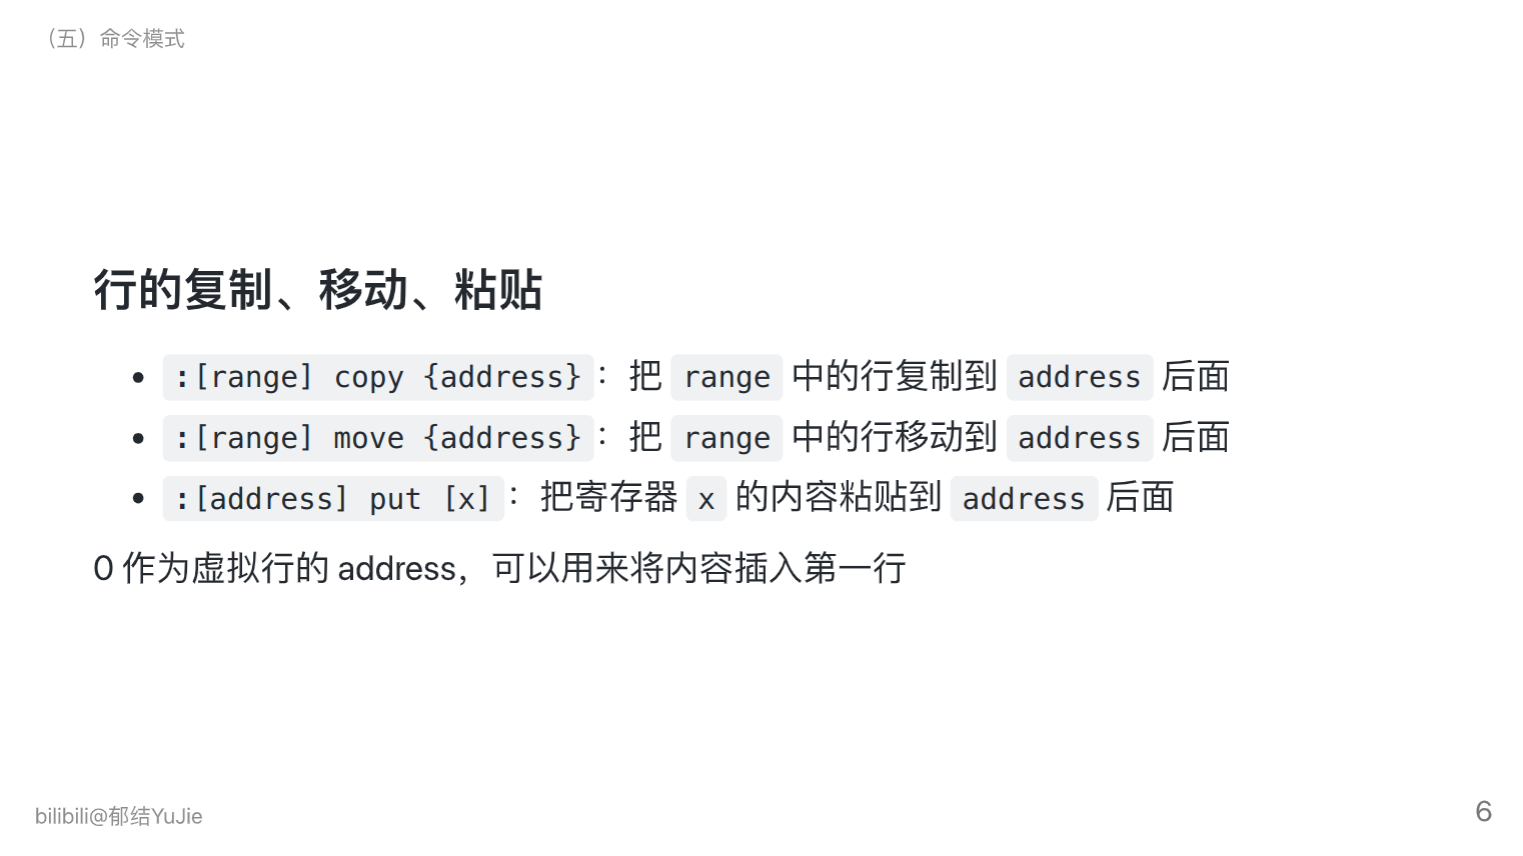 （五）命令模式
行的复制、移动、粘贴
• :[range] copy {address}：把 range 中的行复制到 address 后面
• :[range] move {address}：把 range 中的行移动到 address 后面
• :[address] put [x]：把寄存器 x 的内容粘贴到 address 后面
0 作为虚拟行的 address，可以用来将内容插入第一行
bilibili@郁结YuJie
6